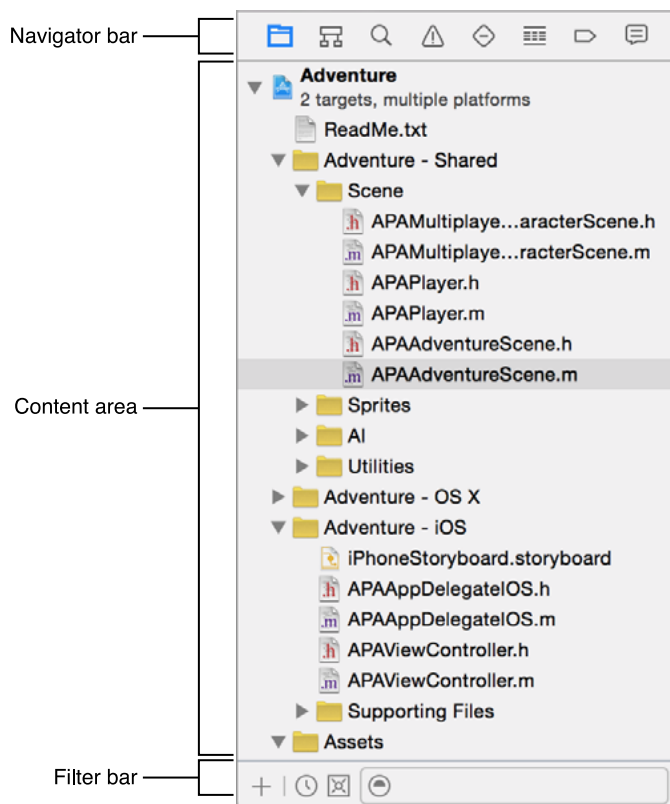 Navigator bar
Adventure
2 targets, multiple platforms
ReadMe.txt
Adventure - Shared
Scene
.h APAMultiplaye...aracterScene.h
.m APAMultiplaye...racterScene.m
.h APAPlayer.h
.m APAPlayer.m
.h APAAdventureScene.h
.m APAAdventureScene.m
Content area
Sprites
AI
Utilities
Adventure - OS X
Adventure - iOS
iPhoneStoryboard.storyboard
.h APAAppDelegateIOS.h
.m APAAppDelegateIOS.m
.h APAViewController.h
.m APAViewController.m
Supporting Files
Assets
Filter bar